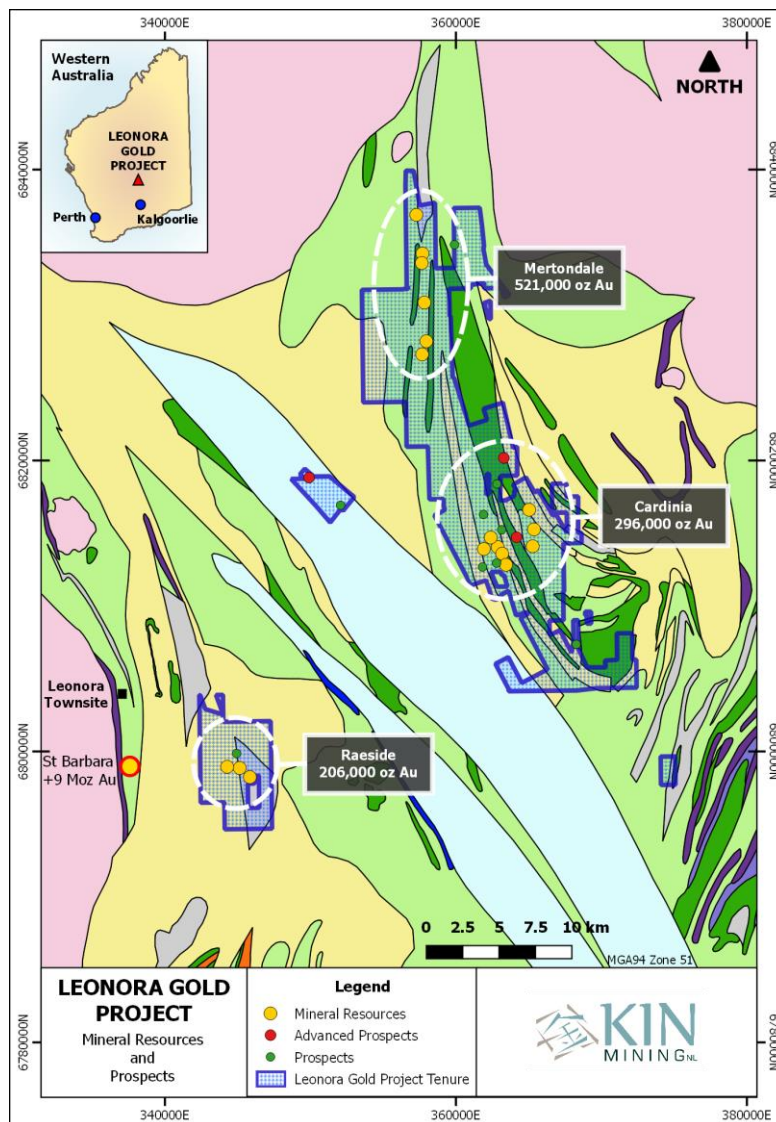 340000E
360000E
380000E
Western
Australia
LEONORA
GOLD
PROJECT
Perth
Kalgoorlie
NORTH
6840000N
6840000N
Mertondale
521,000 oz Au
6820000N
6820000N
Cardinia
296,000 oz Au
Leonora
Townsite
St Barbara
+9 Moz Au
Raeside
206,000 oz Au
6800000N
6800000N
0 2.5 5 7.5 10 km
MGA94 Zone 51
LEONORA GOLD
PROJECT
Mineral Resources
and
Prospects
Legend
Mineral Resources
Advanced Prospects
Prospects
Leonora Gold Project Tenure
KIN
MINING NL
6780000N
6780000N
340000E
360000E
380000E